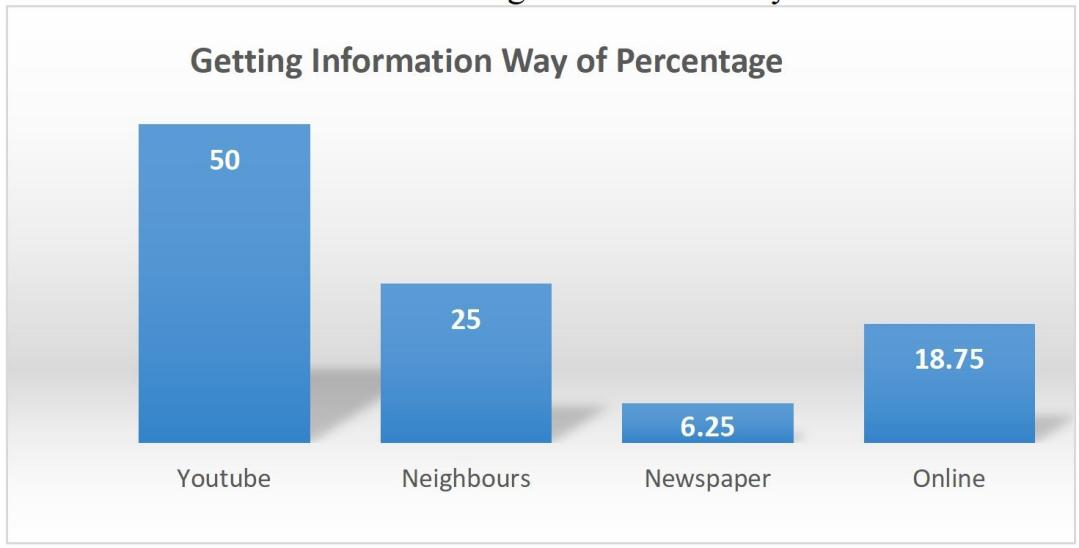 Getting Information Way of Percentage
50
25
6.25
18.75
Youtube
Neighbours
Newspaper
Online